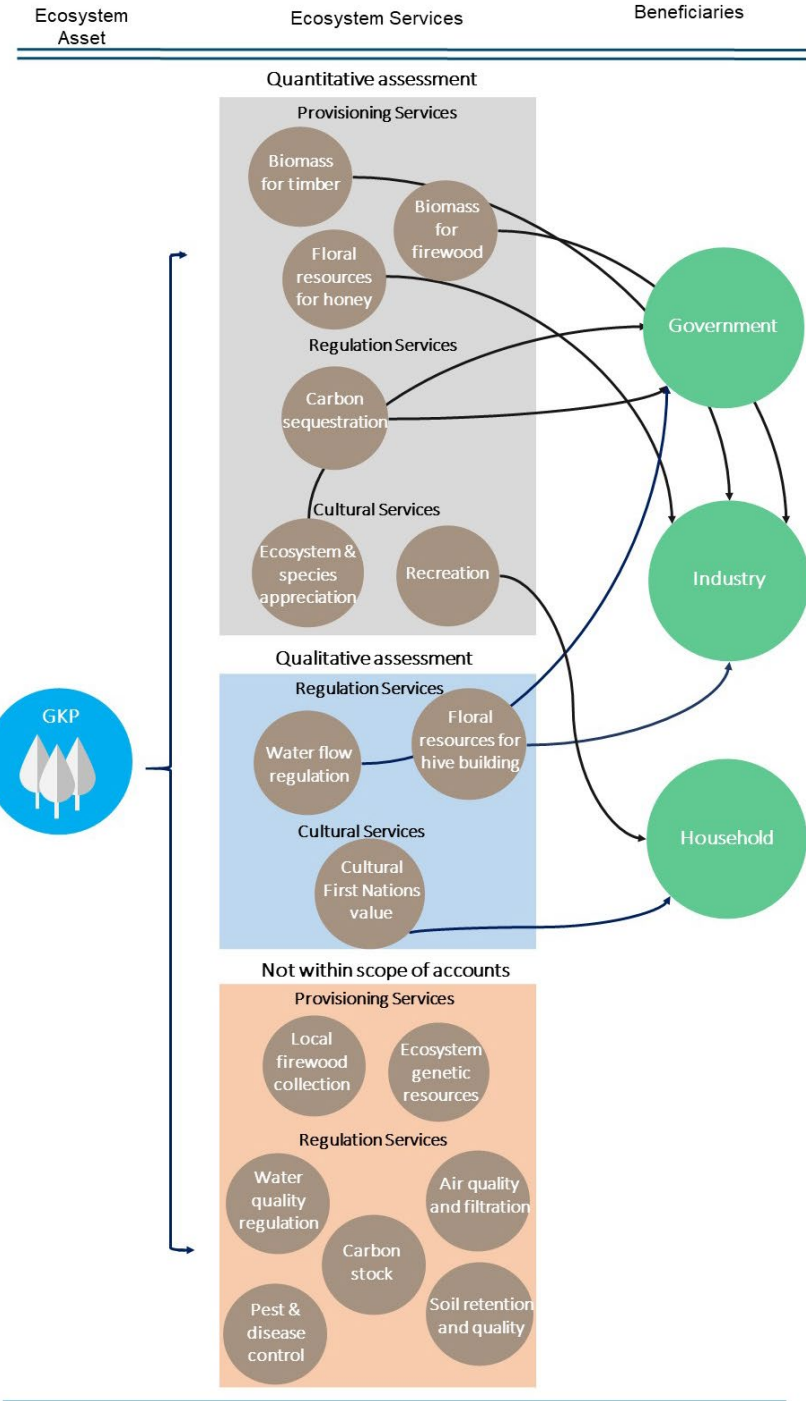 Ecosystem
Asset
Ecosystem Services
Beneficiaries
Quantitative assessment
Provisioning Services
Biomass
for timber
Biomass
for
firewood
Floral
resources
for honey
Regulation Services
Carbon
sequestration
Cultural Services
Ecosystem &
species
appreciation
Recreation
Government
Industry
Household
GKP
Qualitative assessment
Regulation Services
Water flow
regulation
Floral
resources for
hive building
Cultural Services
Cultural
First Nations
value
Not within scope of accounts
Provisioning Services
Local
firewood
collection
Ecosystem
genetic
resources
Regulation Services
Water
quality
regulation
Air quality
and filtration
Carbon
stock
Pest &
disease
control
Soil retention
and quality